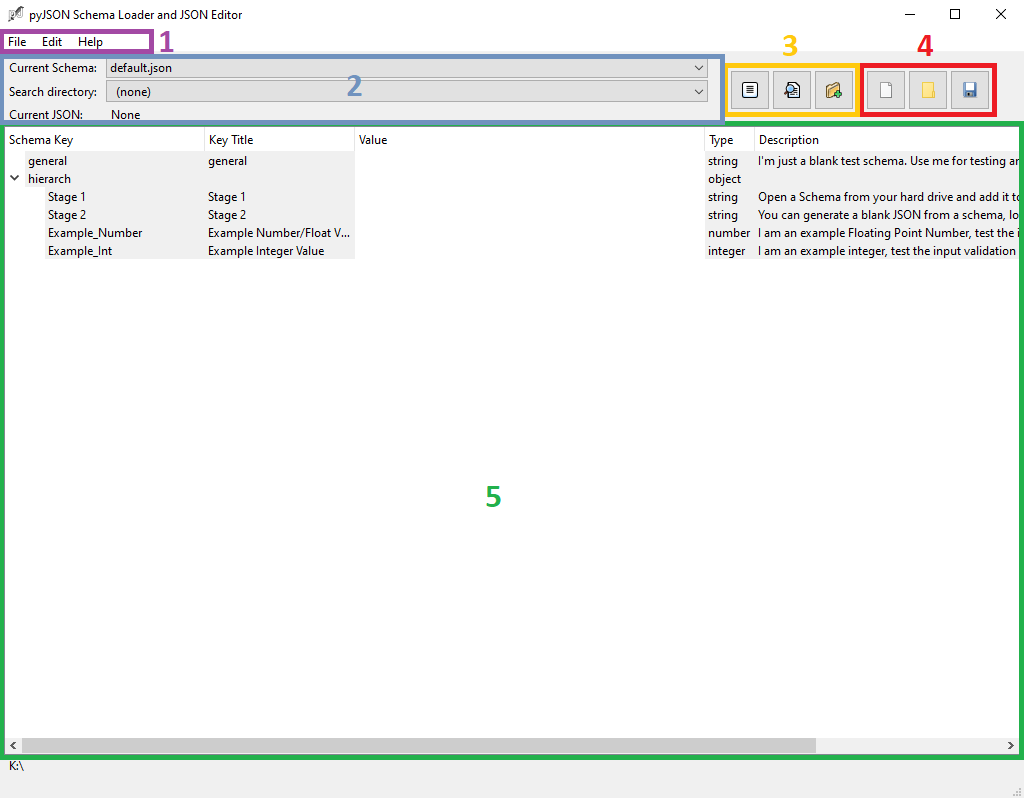 pyJSON Schema Loader and JSON Editor
File Edit Help 1
3 4
Current Schema: default.json
2
Search directory: (none)
Current JSON: None
Schema Key Key Title Value Type Description
general general string I'm just a blank test schema. Use me for testing an
hierarch object
Stage 1 Stage 1 string Open a Schema from your hard drive and add it to
Stage 2 Stage 2 string You can generate a blank JSON from a schema, lo
Example_Number Example Number/Float V... number I am an example Floating Point Number, test the i
Example_Int Example Integer Value integer I am an example integer, test the input validation
5
K:\